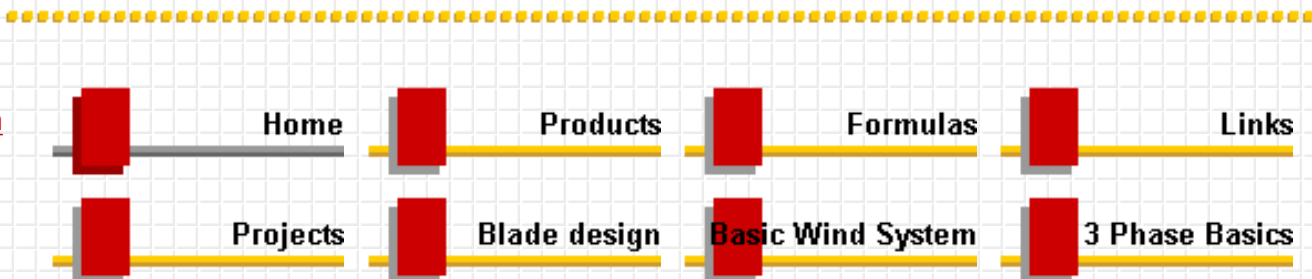 Home Products Formulas Links
Projects Blade design Basic Wind System 3 Phase Basics